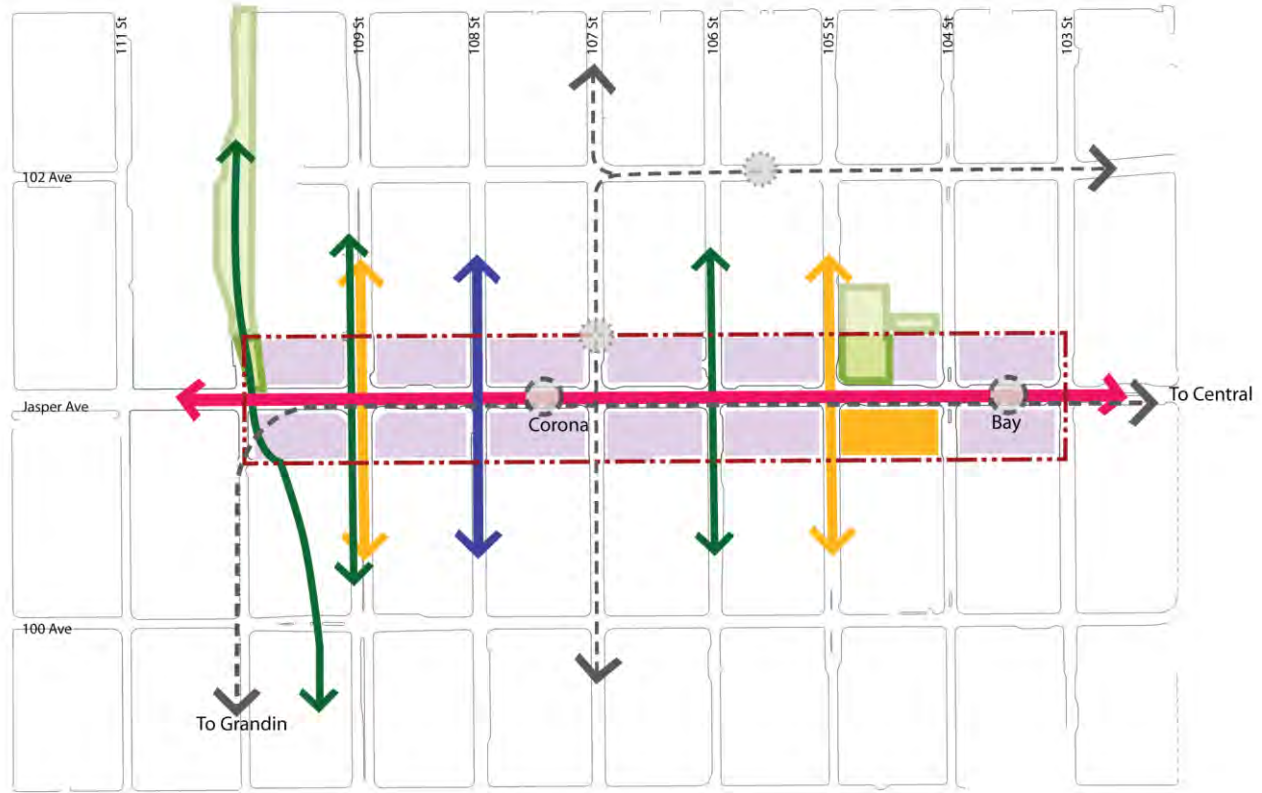 111 St
109 St
108 St
107 St
106 St
105 St
104 St
103 St
102 Ave
Jasper Ave
To Central
Corona
Bay
100 Ave
To Grandin